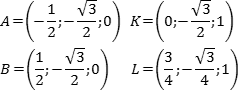 A = (-1/2; -√3/2; 0) K = (0; -√3/2; 1)
B = (1/2; -√3/2; 0) L = (3/4; -√3/4; 1)